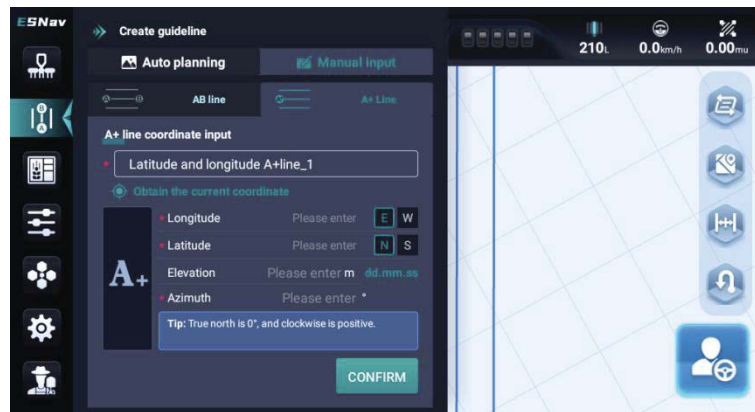 ESNav
Create guideline
210L
0.0km/h
0.00mu
Auto planning
Manual input
A B
AB line
A+ Line
B
A
A+ line coordinate input
* Latitude and longitude A+line_1
Obtain the current coordinate
A+
* Longitude Please enter E W
* Latitude Please enter N S
Elevation Please enter m dd.mm.ss
* Azimuth Please enter °
Tip: True north is 0°, and clockwise is positive.
CONFIRM